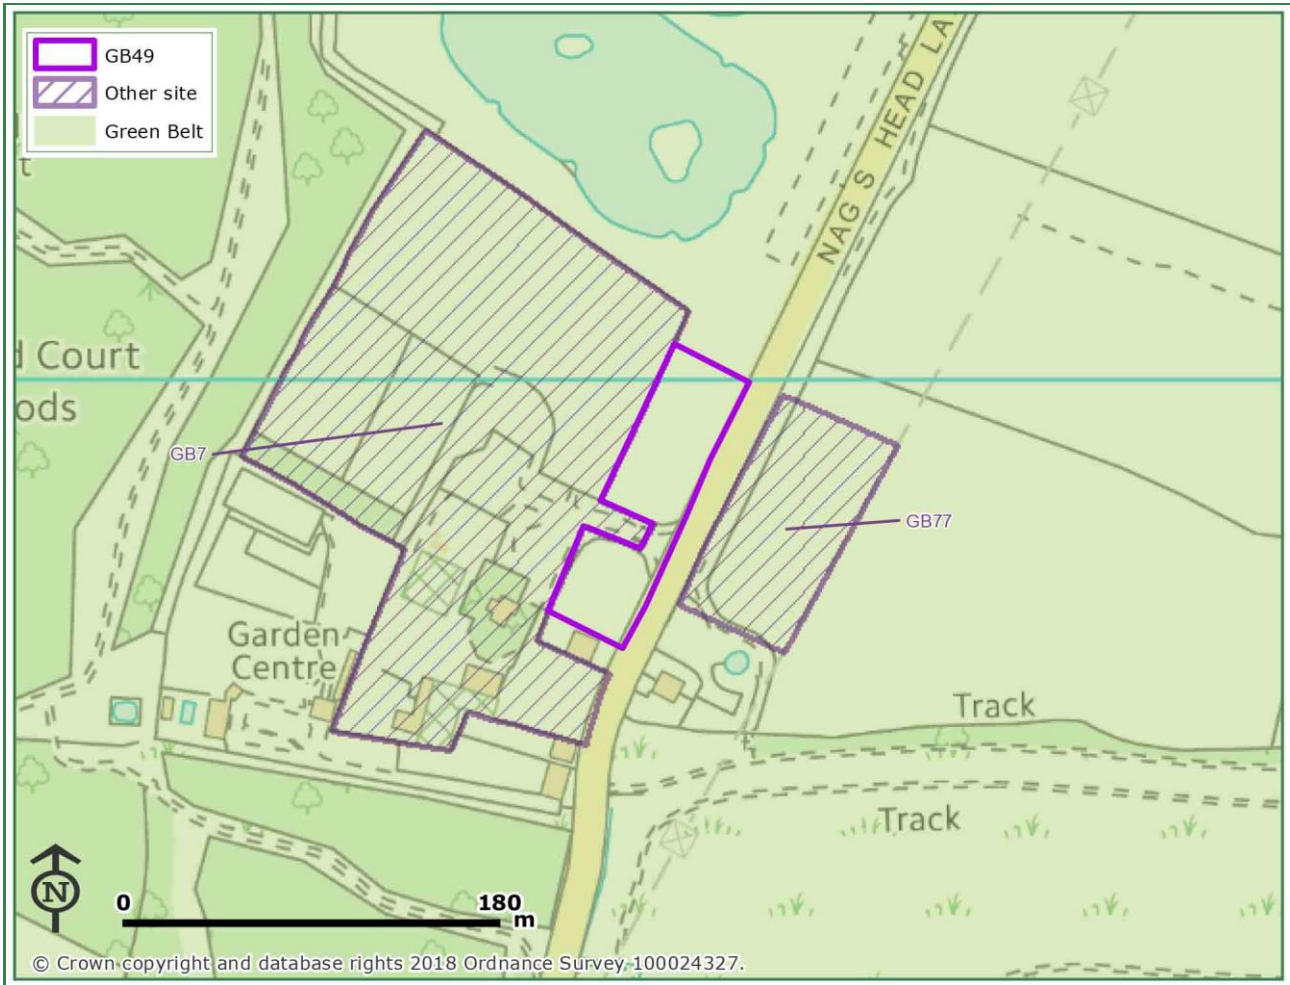 GB49
Other site
Green Belt
t
NAG'S HEAD LA
d Court
ods
GB7
GB77
Garden
Centre
Track
Track
N
0 180
m
© Crown copyright and database rights 2018 Ordnance Survey 100024327.